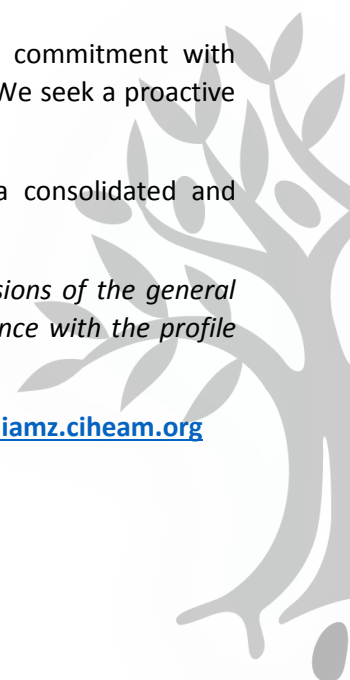 commitment with
We seek a proactive
a consolidated and
sions of the general
nce with the profile
iamz.ciheam.org